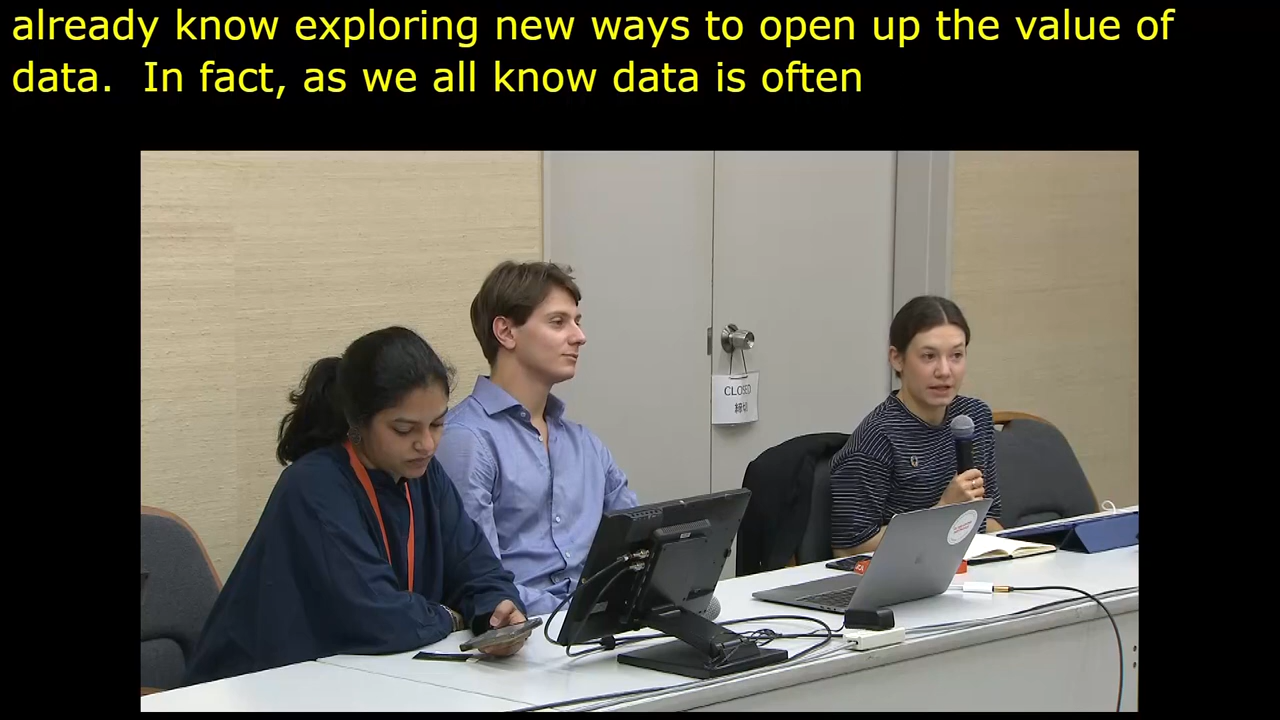 already know exploring new ways to open up the value of
data.  In fact, as we all know data is often
CLOSED
締切